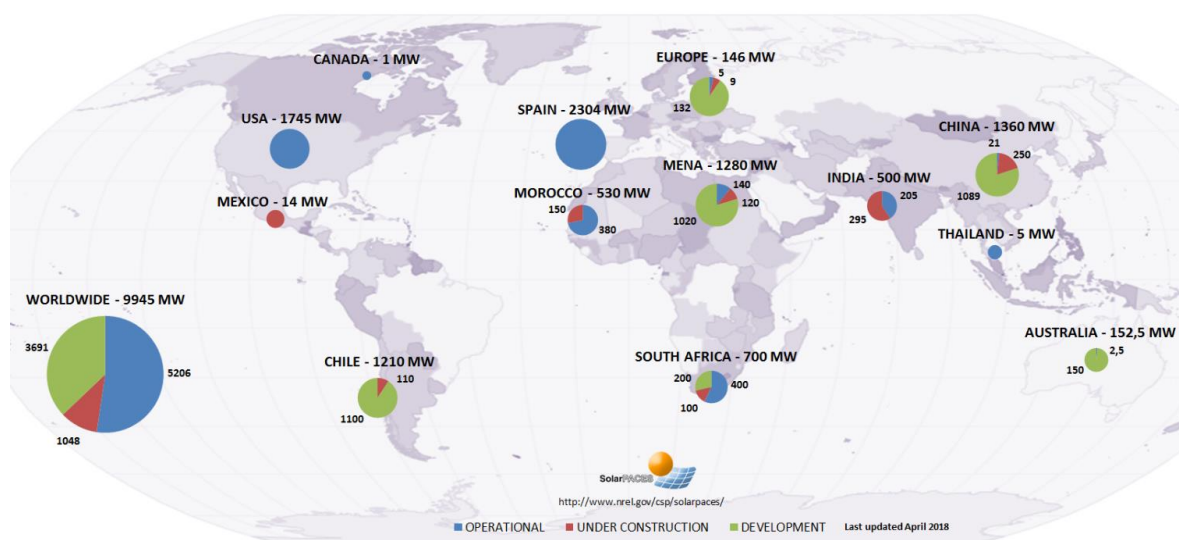 CANADA - 1 MW
EUROPE - 146 MW
5
9
132
USA - 1745 MW
SPAIN - 2304 MW
CHINA - 1360 MW
21
250
1089
MENA - 1280 MW
140
120
1020
INDIA - 500 MW
205
295
MEXICO - 14 MW
MOROCCO - 530 MW
150
380
THAILAND - 5 MW
WORLDWIDE - 9945 MW
3691
5206
1048
CHILE - 1210 MW
110
1100
SOUTH AFRICA - 700 MW
200
400
100
AUSTRALIA - 152,5 MW
2,5
150
SolarPACES
http://www.nrel.gov/csp/solarpaces/
OPERATIONAL UNDER CONSTRUCTION DEVELOPMENT Last updated April 2018